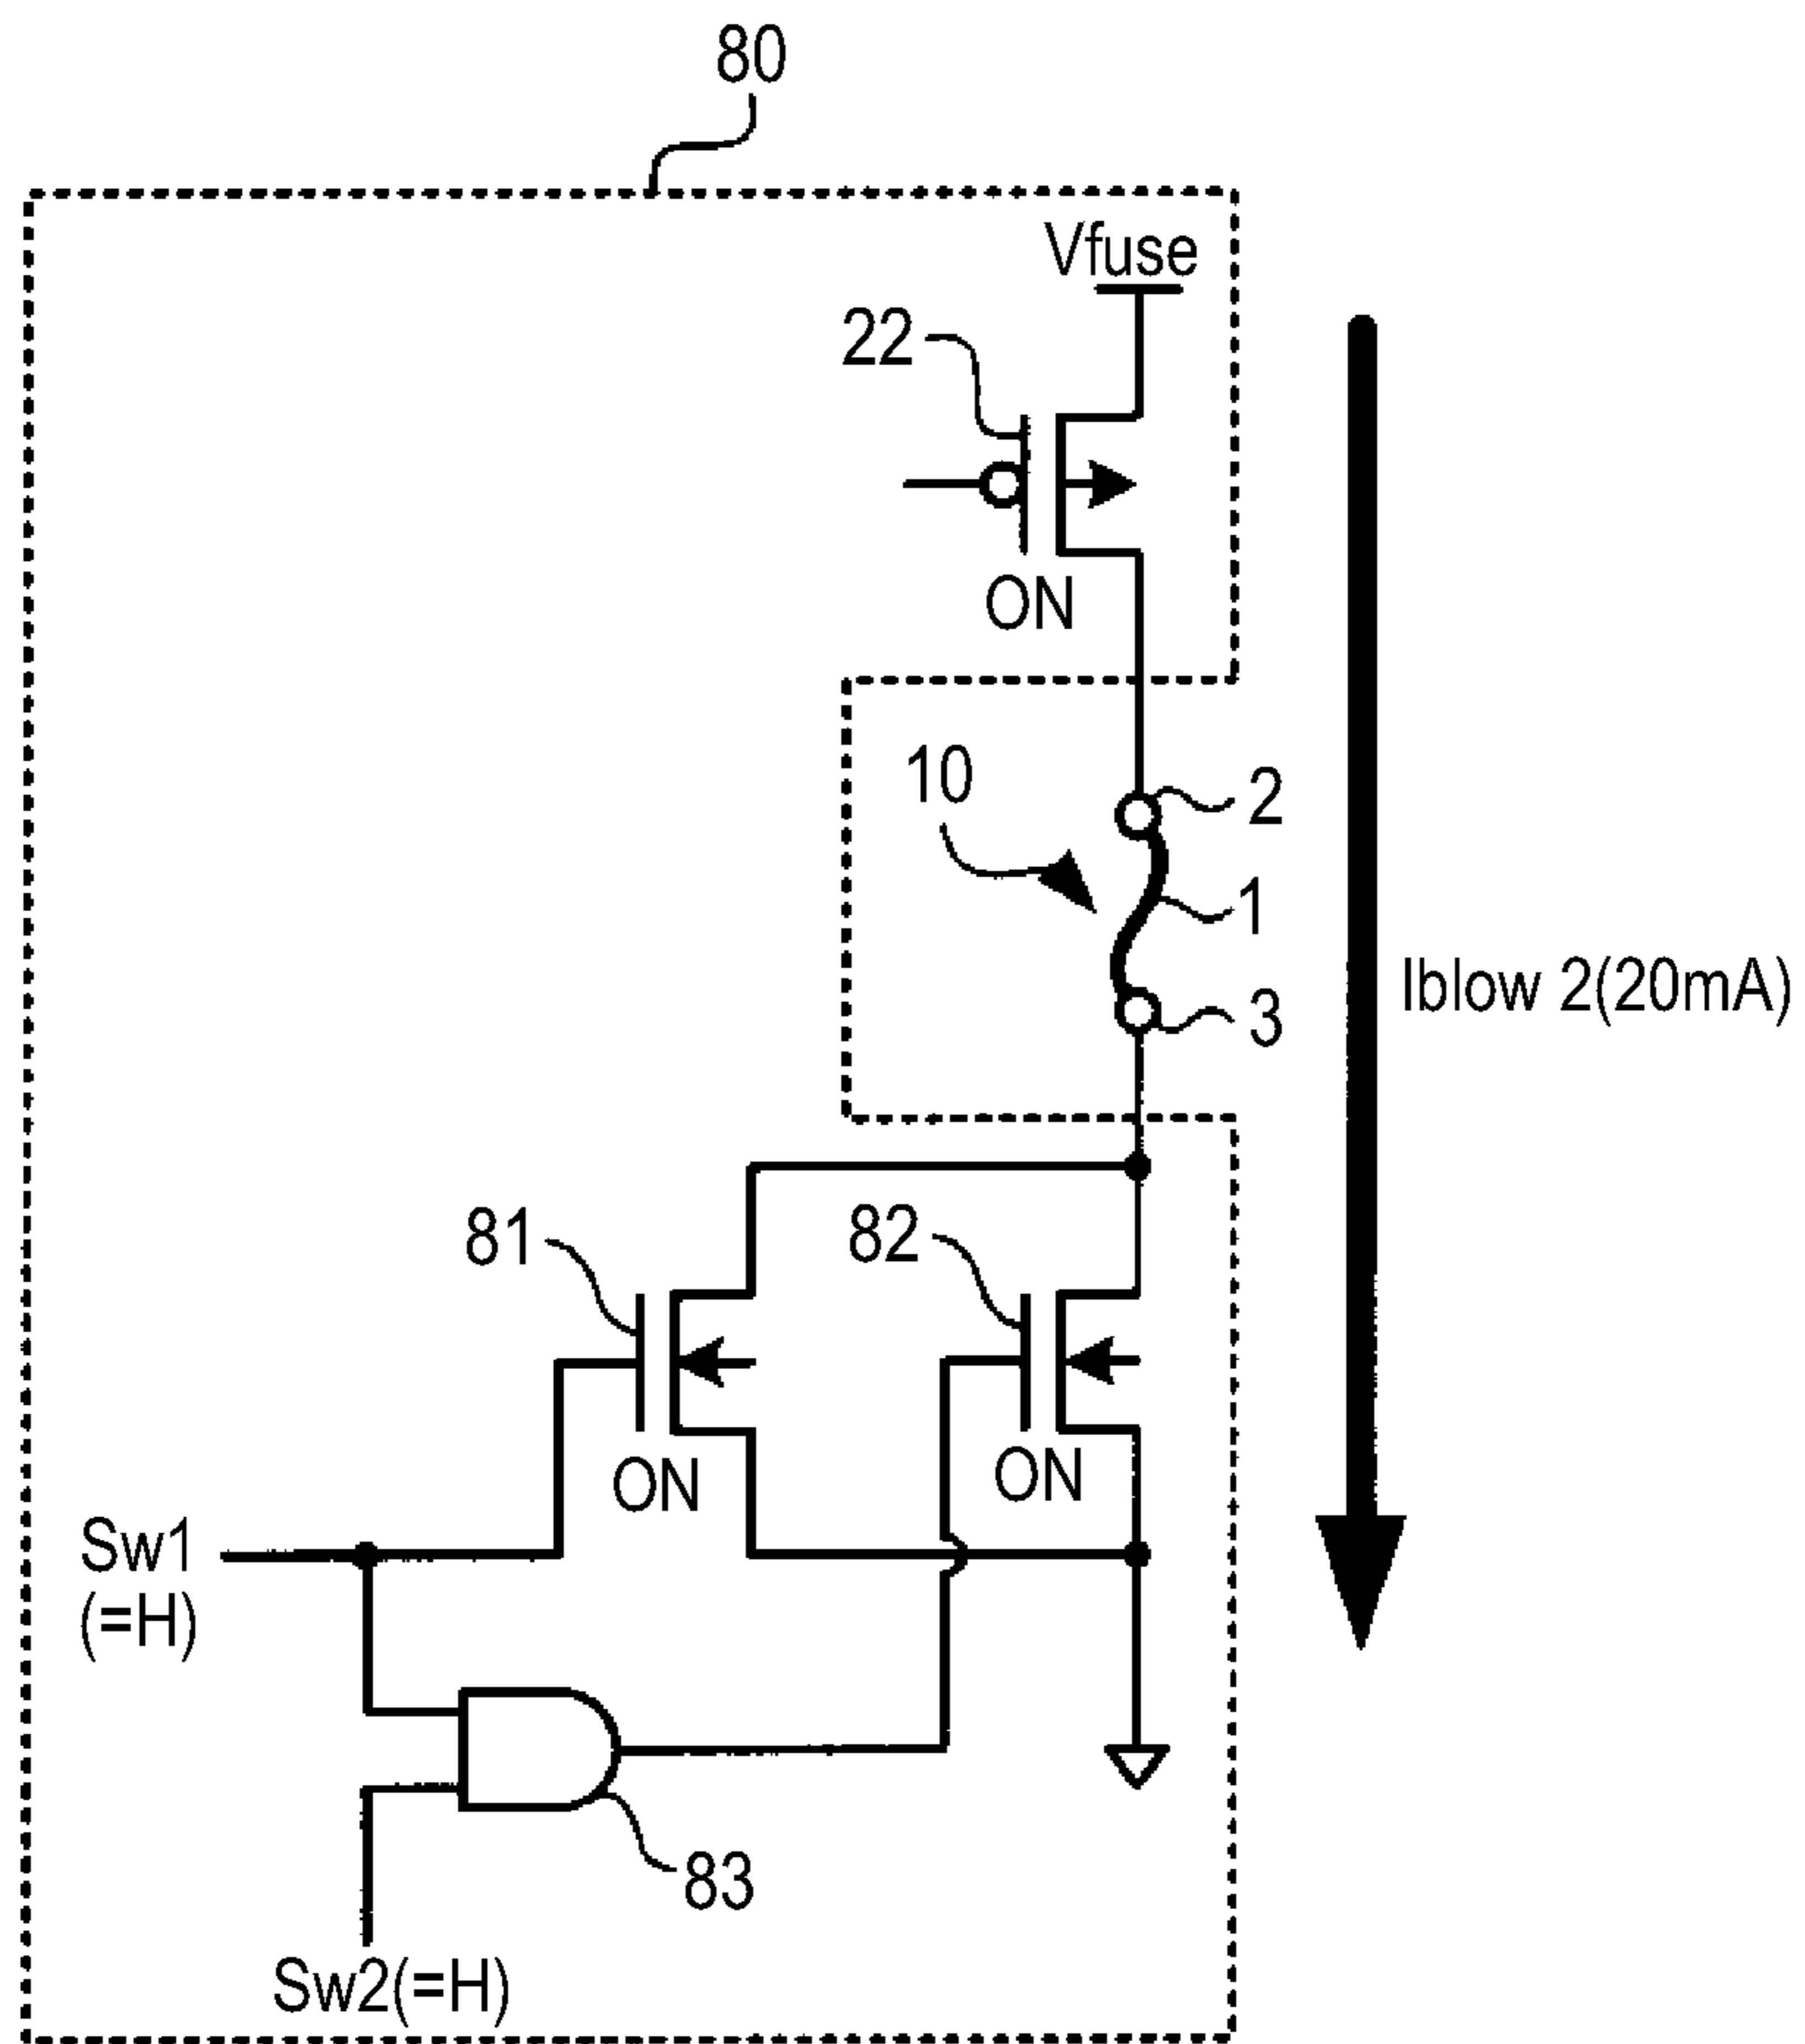 80
Vfuse
22
ON
10
2
1
3
Iblow 2(20mA)
81
82
ON
ON
Sw1
(=H)
83
Sw2(=H)